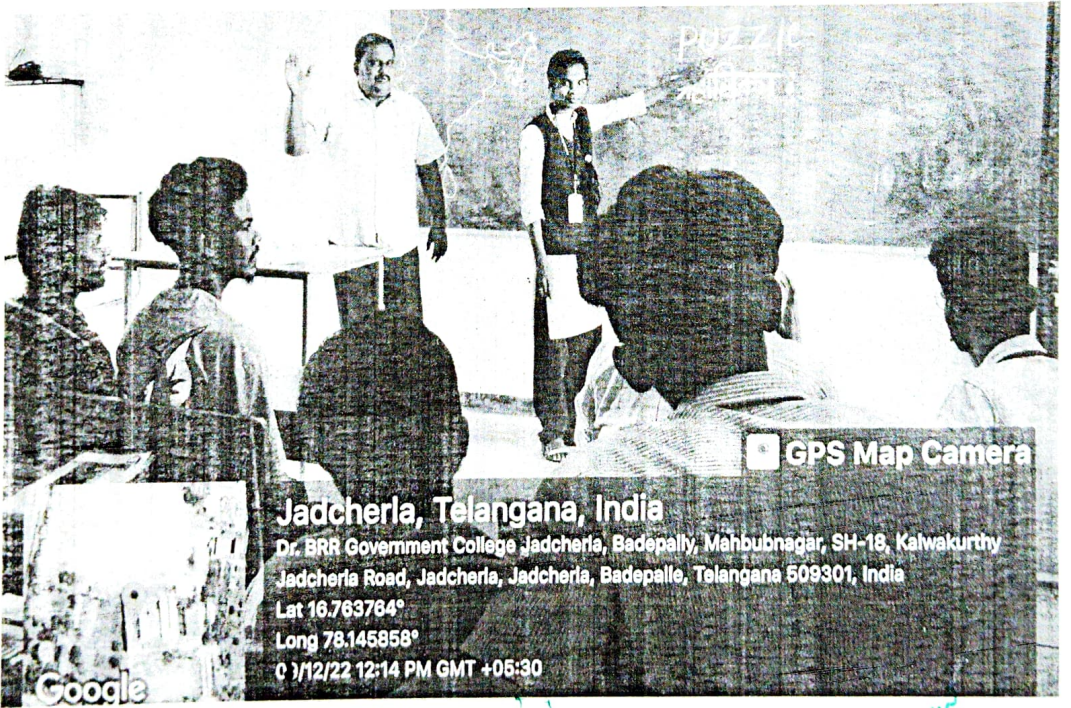 PUZZle
GPS Map Camera
Jadcherla, Telangana, India
Dr. BRR Government College Jadcherla, Badepally, Mahbubnagar, SH-18, Kalwakurthy
Jadcherla Road, Jadcherla, Jadcherla, Badepalle, Telangana 509301, India
Lat 16.763764°
Long 78.145858°
/12/22 12:14 PM GMT +05:30
Google